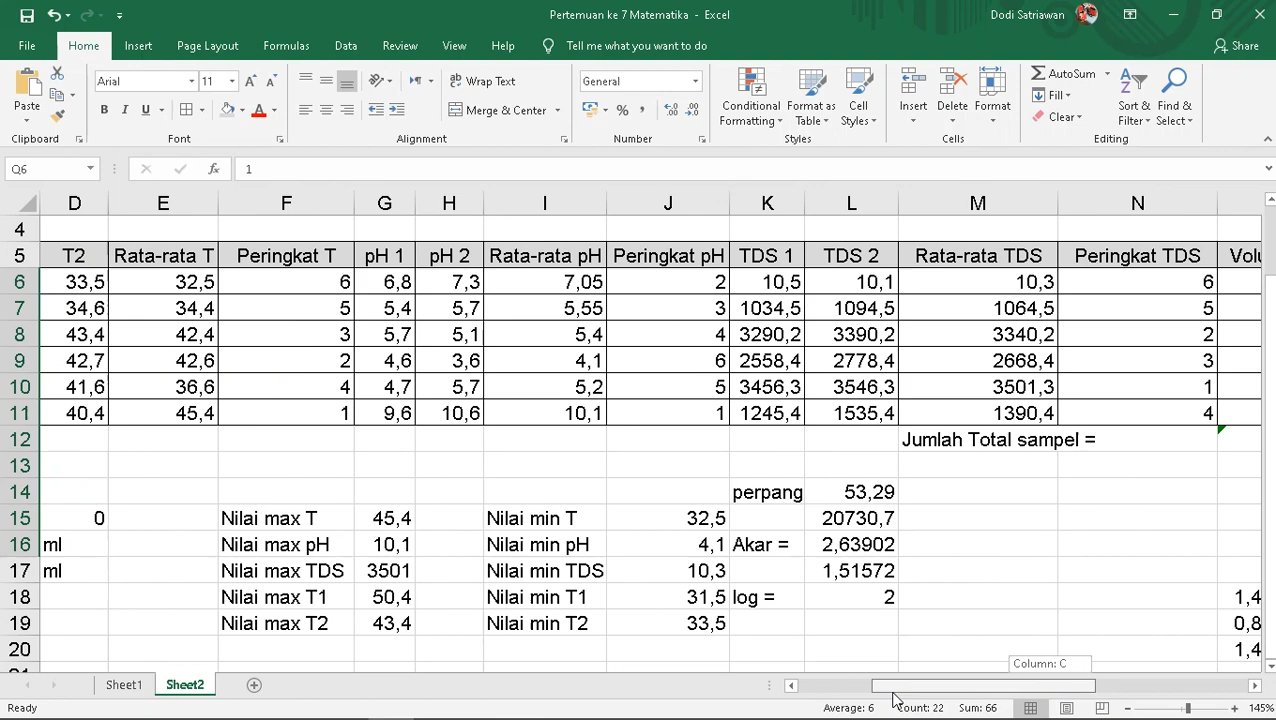 Pertemuan ke 7 Matematika - Excel
Dodi Satriawan
File Home Insert Page Layout Formulas Data Review View Help Tell me what you want to do Share
Paste
Arial 11
B I U
Wrap Text
Merge & Center
General
Conditional Formatting
Format as Table
Cell Styles
Insert
Delete
Format
AutoSum
Fill
Clear
Sort & Filter
Find & Select
Clipboard Font Alignment Number Styles Cells Editing
Q6 fx 1
D E F G H I J K L M N
4
5 T2 Rata-rata T Peringkat T pH 1 pH 2 Rata-rata pH Peringkat pH TDS 1 TDS 2 Rata-rata TDS Peringkat TDS
6 33,5 32,5 6 6,8 7,3 7,05 2 10,5 10,1 10,3 6
7 34,6 34,4 5 5,4 5,7 5,55 3 1034,5 1094,5 1064,5 5
8 43,4 42,4 3 5,7 5,1 5,4 4 3290,2 3390,2 3340,2 2
9 42,7 42,6 2 4,6 3,6 4,1 6 2558,4 2778,4 2668,4 3
10 41,6 36,6 4 4,7 5,7 5,2 5 3456,3 3546,3 3501,3 1
11 40,4 45,4 1 9,6 10,6 10,1 1 1245,4 1535,4 1390,4 4
12 Jumlah Total sampel =
13
14 perpang 53,29
15 0 Nilai max T 45,4 Nilai min T 32,5 20730,7
16 ml Nilai max pH 10,1 Nilai min pH 4,1 Akar = 2,63902
17 ml Nilai max TDS 3501 Nilai min TDS 10,3 1,51572
18 Nilai max T1 50,4 Nilai min T1 31,5 log = 2 1,4
19 Nilai max T2 43,4 Nilai min T2 33,5 0,8
20 1,4
Column: C
Sheet1 Sheet2
Ready Average: 6 Count: 22 Sum: 66 145%